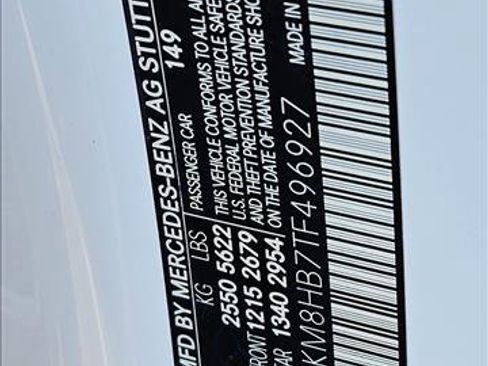 MFD BY MERCEDES-BENZ AG STUTT
149
KG LBS PASSENGER CAR
2550 5622 THIS VEHICLE CONFORMS TO ALL A
FRONT 1215 2679 U.S. FEDERAL MOTOR VEHICLE SAFE
AND THEFT PREVENTION STANDARDS
EAR 1340 2954 ON THE DATE OF MANUFACTURE SHO
KM8HB7TF496927 MADE IN